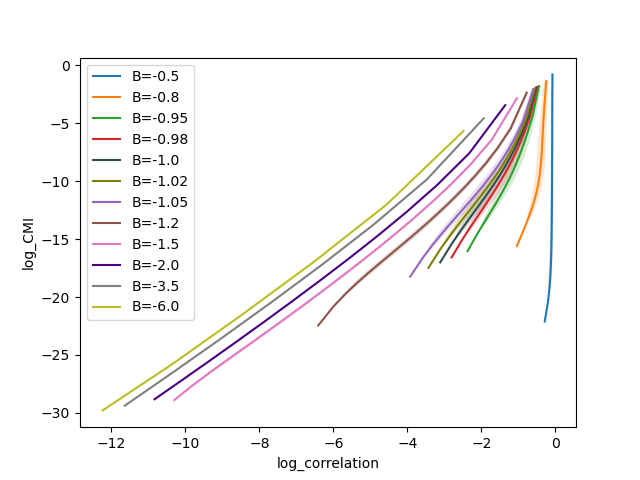 0
−5
−10
−15
−20
−25
−30
log_CMI
B=-0.5
B=-0.8
B=-0.95
B=-0.98
B=-1.0
B=-1.02
B=-1.05
B=-1.2
B=-1.5
B=-2.0
B=-3.5
B=-6.0
−12 −10 −8 −6 −4 −2 0
log_correlation